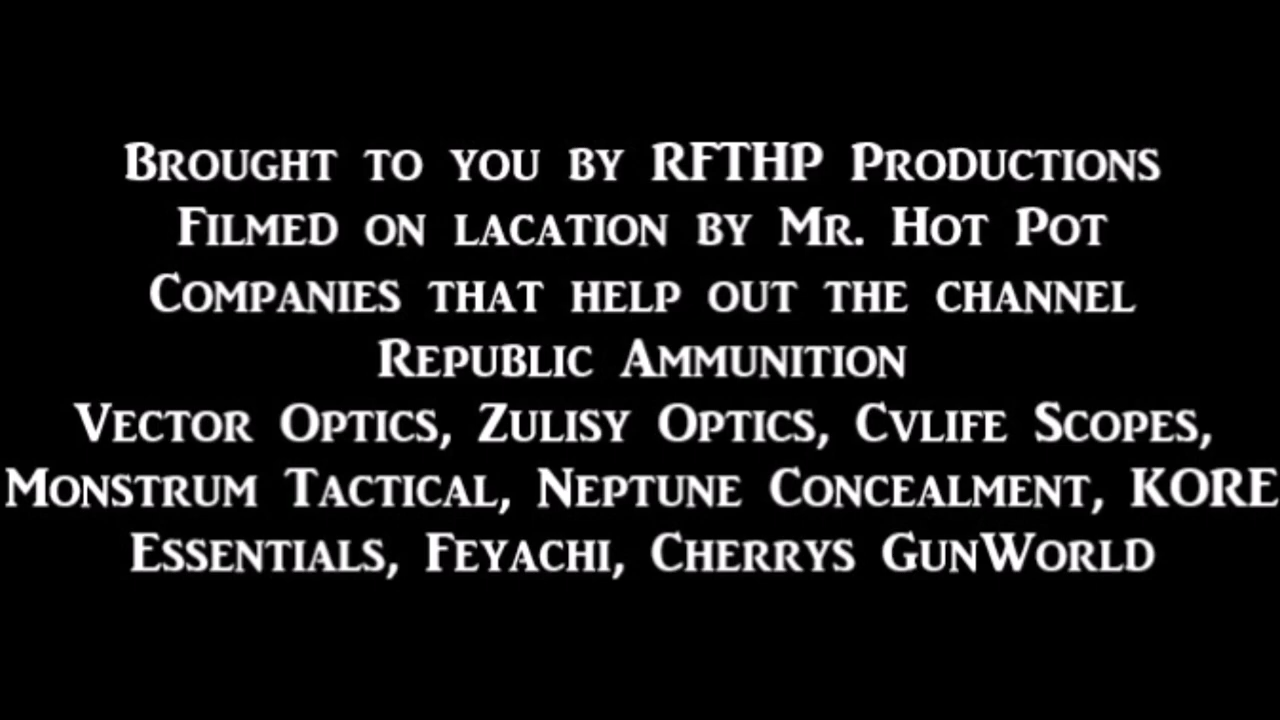 Brought to you by RFTHP Productions
Filmed on lacation by Mr. Hot Pot
Companies that help out the channel
Republic Ammunition
Vector Optics, Zulisy Optics, Cvlife Scopes,
Monstrum Tactical, Neptune Concealment, KORE
Essentials, Feyachi, Cherrys GunWorld